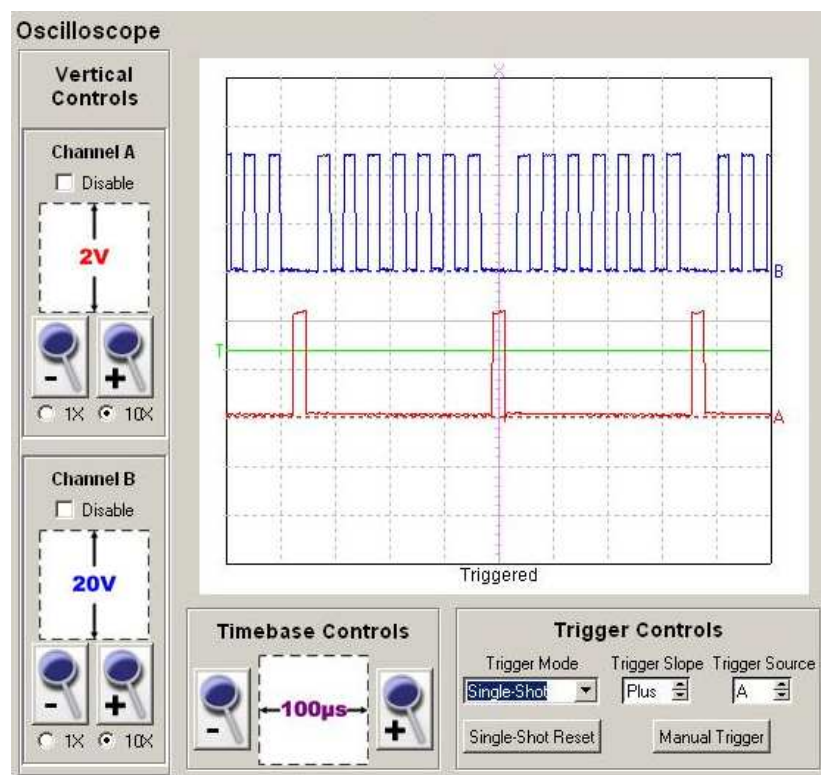 Oscilloscope
Vertical
Controls
Channel A
Disable
2V
- +
1X 10X
Channel B
Disable
20V
- +
1X 10X
B
T
A
Triggered
Timebase Controls
- 100µs +
Trigger Controls
Trigger Mode Trigger Slope Trigger Source
Single-Shot Plus A
Single-Shot Reset Manual Trigger